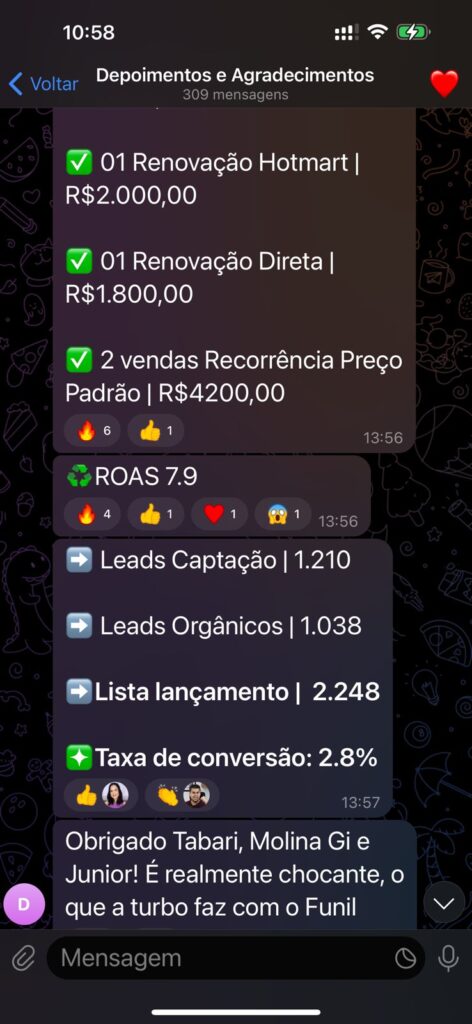 10:58
Voltar
Depoimentos e Agradecimentos
309 mensagens
✅ 01 Renovação Hotmart |
R$2.000,00
✅ 01 Renovação Direta |
R$1.800,00
✅ 2 vendas Recorrência Preço
Padrão | R$4200,00
🔥 6 👍 1
13:56
♻️ROAS 7.9
🔥 4 👍 1 ❤️ 1 😱 1
13:56
➡️ Leads Captação | 1.210
➡️ Leads Orgânicos | 1.038
➡️Lista lançamento | 2.248
Taxa de conversão: 2.8%
13:57
Obrigado Tabari, Molina Gi e
Junior! É realmente chocante, o
que a turbo faz com o Funil
D
Mensagem